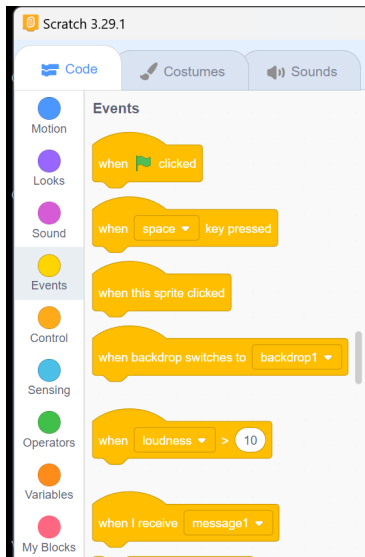 Scratch 3.29.1
Code Costumes Sounds
Motion
Looks
Sound
Events
Control
Sensing
Operators
Variables
My Blocks
Events
when clicked
when space key pressed
when this sprite clicked
when backdrop switches to backdrop1
when loudness > 10
when I receive message1